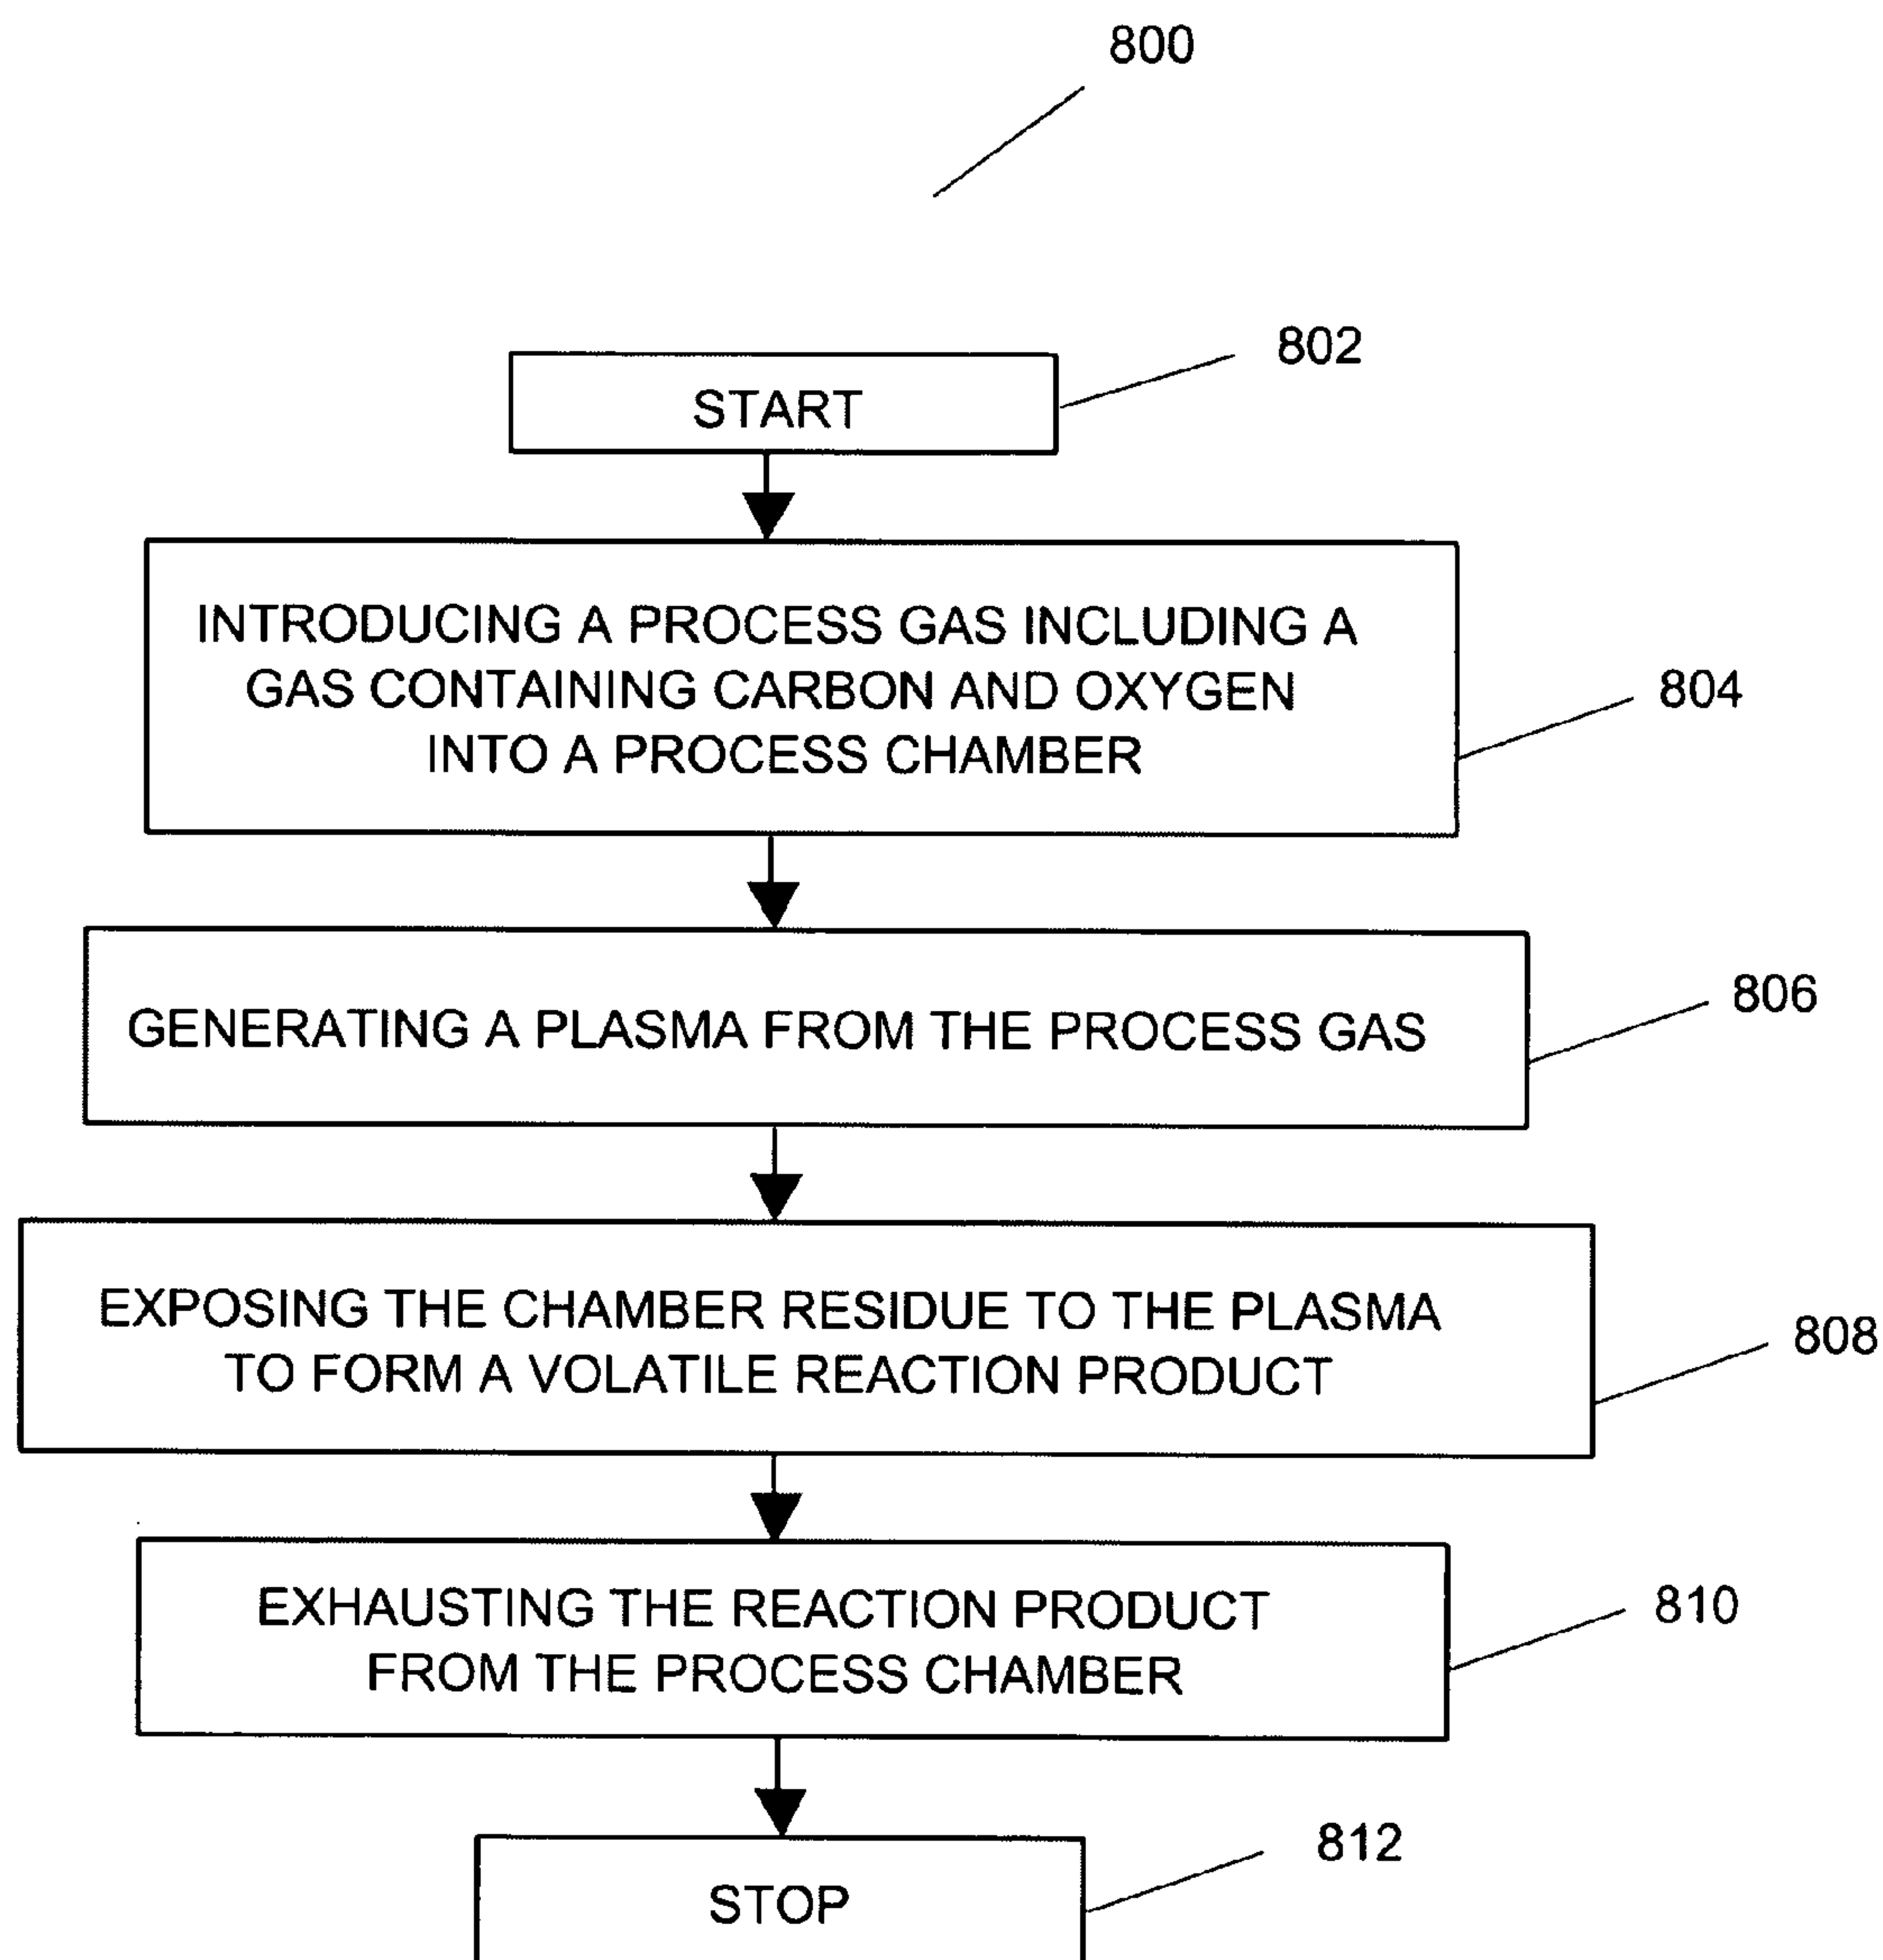 800
802
START
INTRODUCING A PROCESS GAS INCLUDING A
GAS CONTAINING CARBON AND OXYGEN
INTO A PROCESS CHAMBER
804
806
GENERATING A PLASMA FROM THE PROCESS GAS
EXPOSING THE CHAMBER RESIDUE TO THE PLASMA
TO FORM A VOLATILE REACTION PRODUCT
808
EXHAUSTING THE REACTION PRODUCT
FROM THE PROCESS CHAMBER
810
812
STOP